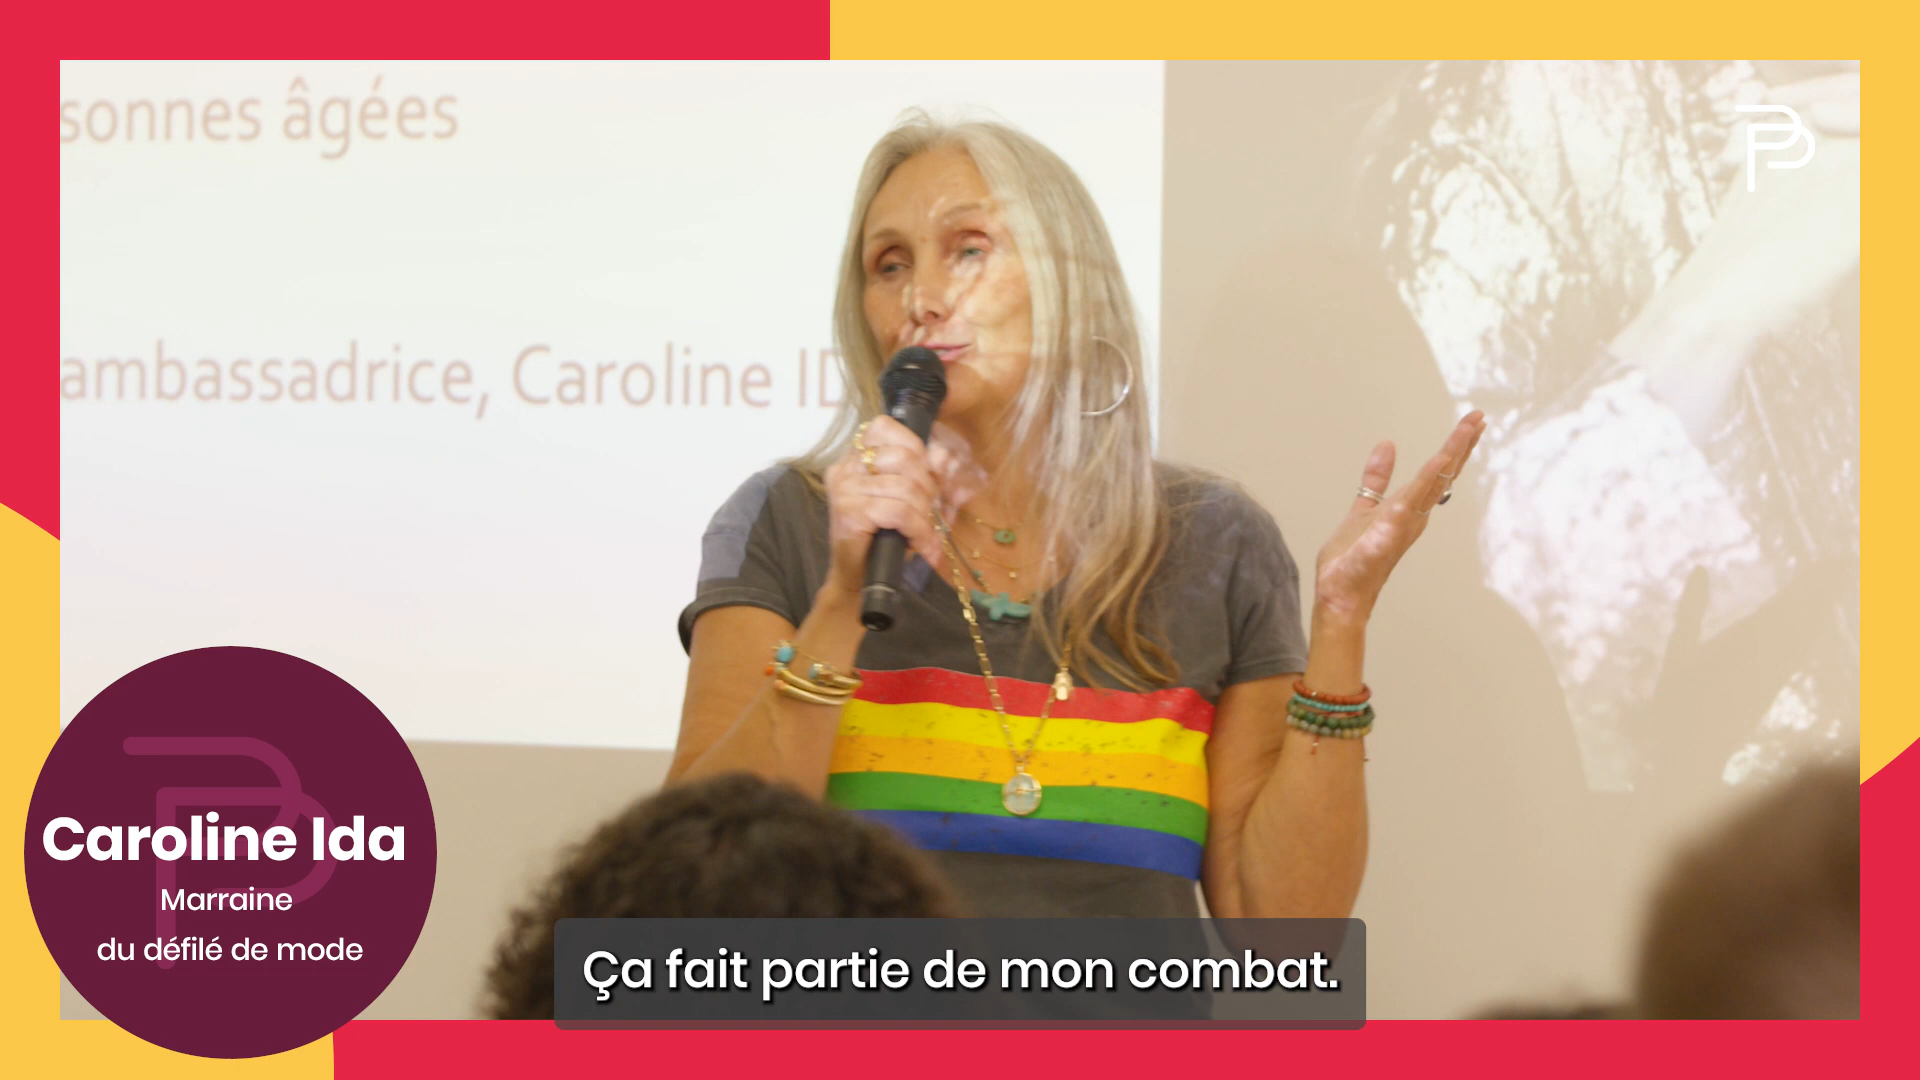 sonnes âgées
ambassadrice, Caroline ID
Caroline Ida
Marraine
du défilé de mode
Ça fait partie de mon combat.